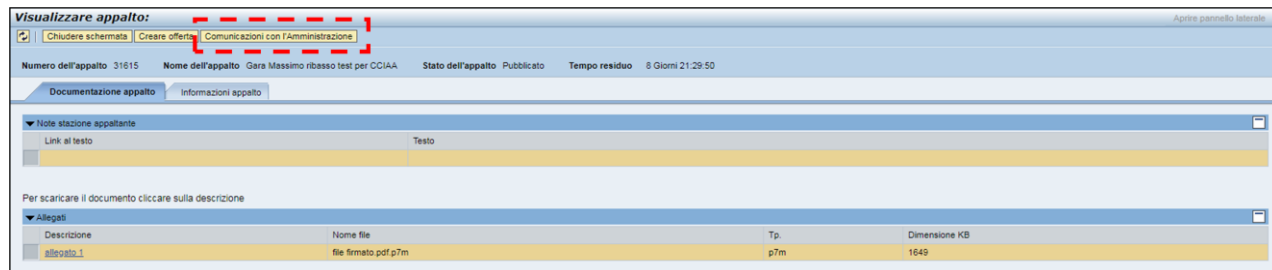 Visualizzare appalto:
Aprire pannello laterale
Chiudere schermata Creare offerta Comunicazioni con l'Amministrazione
Numero dell'appalto 31615 Nome dell'appalto Gara Massimo ribasso test per CCIAA Stato dell'appalto Pubblicato Tempo residuo 8 Giorni 21:29:50
Documentazione appalto Informazioni appalto
Note stazione appaltante
Link al testo Testo
Per scaricare il documento cliccare sulla descrizione
Allegati
Descrizione Nome file Tp. Dimensione KB
allegato 1 file firmato.pdf.p7m p7m 1649